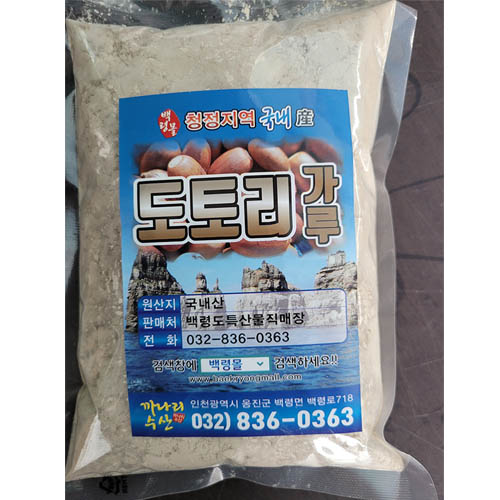 백령몰 청정지역 국내 産
도토리 가루
원산지 국내산
판매처 백령도특산물직매장
전 화 032-836-0363
검색창에 백령몰 검색하세요!!
www.baekryongmall.com
까나리 수산 인천광역시 옹진군 백령면 백령로718
032) 836-0363